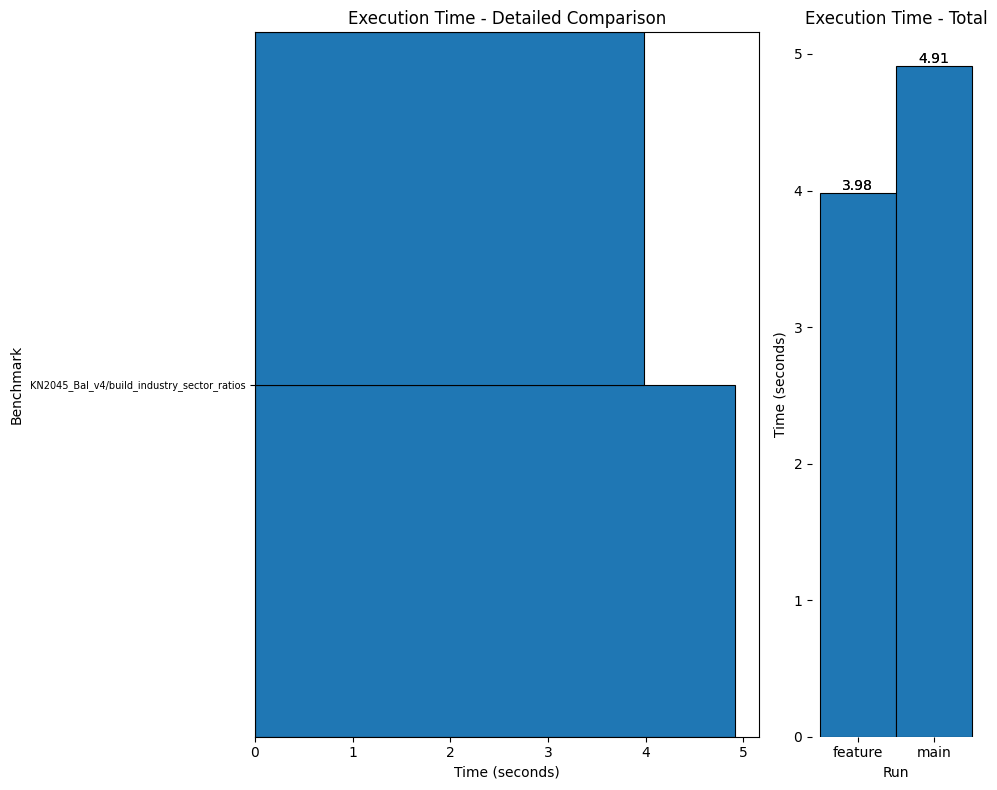 Execution Time - Detailed Comparison
Benchmark
KN2045_Bal_v4/build_industry_sector_ratios
0 1 2 3 4 5
Time (seconds)
Execution Time - Total
Time (seconds)
5
4
3
2
1
0
3.98
4.91
feature main
Run